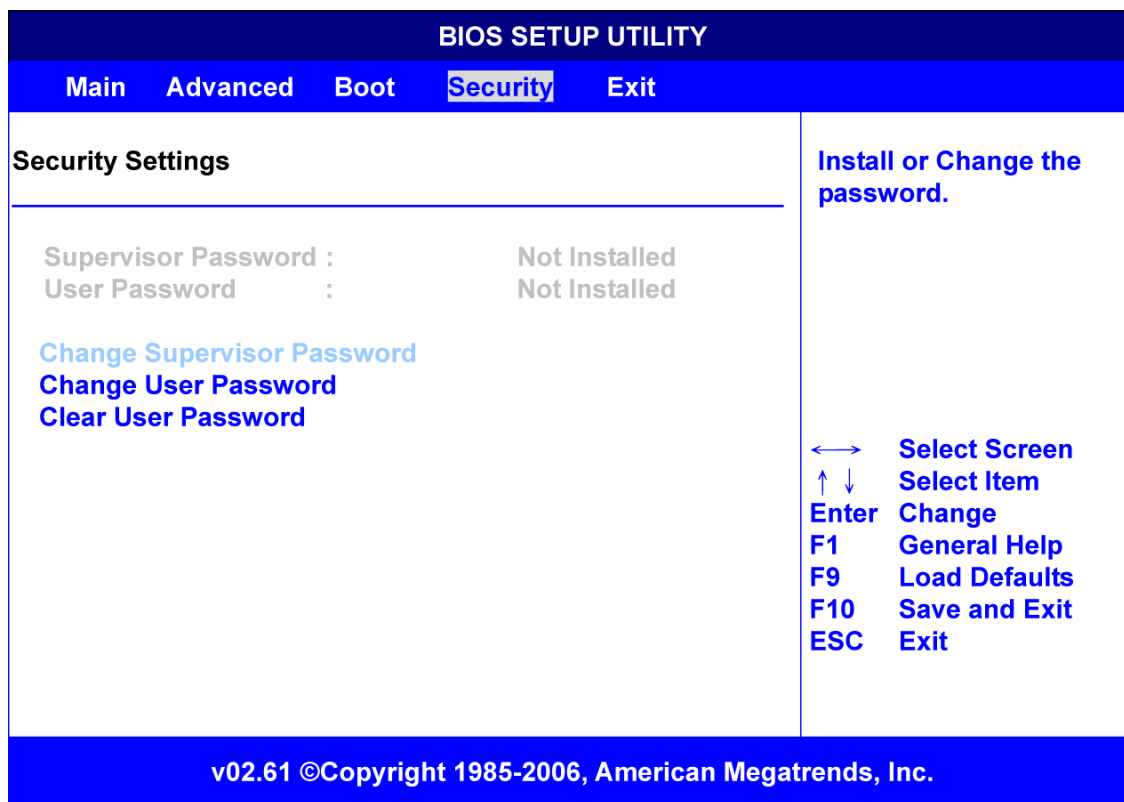 BIOS SETUP UTILITY
Main Advanced Boot Security Exit
Security Settings
Supervisor Password : Not Installed
User Password : Not Installed
Change Supervisor Password
Change User Password
Clear User Password
Install or Change the
password.
←→ Select Screen
↑ ↓ Select Item
Enter Change
F1 General Help
F9 Load Defaults
F10 Save and Exit
ESC Exit
v02.61 ©Copyright 1985-2006, American Megatrends, Inc.